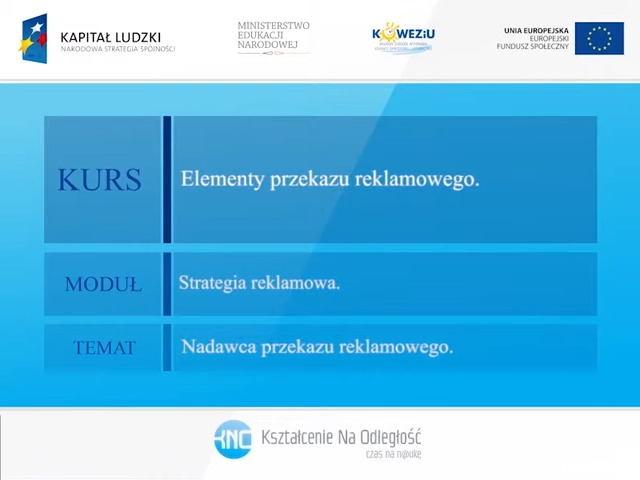 KAPITAŁ LUDZKI
NARODOWA STRATEGIA SPÓJNOŚCI
MINISTERSTWO
EDUKACJI
NARODOWEJ
KOWEZiU
UNIA EUROPEJSKA
EUROPEJSKI
FUNDUSZ SPOŁECZNY
KURS
Elementy przekazu reklamowego.
MODUŁ
Strategia reklamowa.
TEMAT
Nadawca przekazu reklamowego.
KNO
Kształcenie Na Odległość
czas na n@ukę